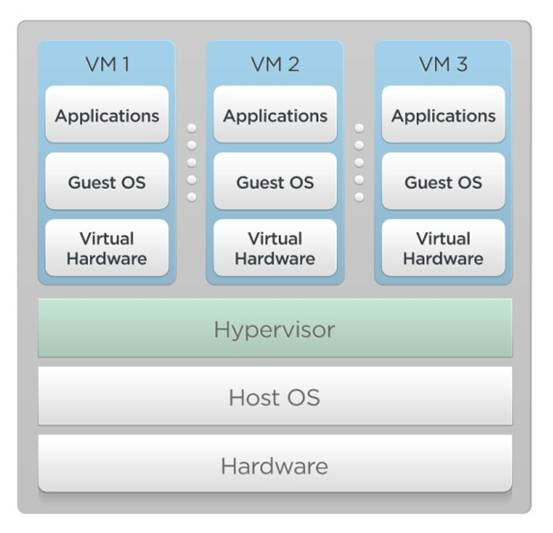 VM 1
Applications
Guest OS
Virtual
Hardware
VM 2
Applications
Guest OS
Virtual
Hardware
VM 3
Applications
Guest OS
Virtual
Hardware
Hypervisor
Host OS
Hardware